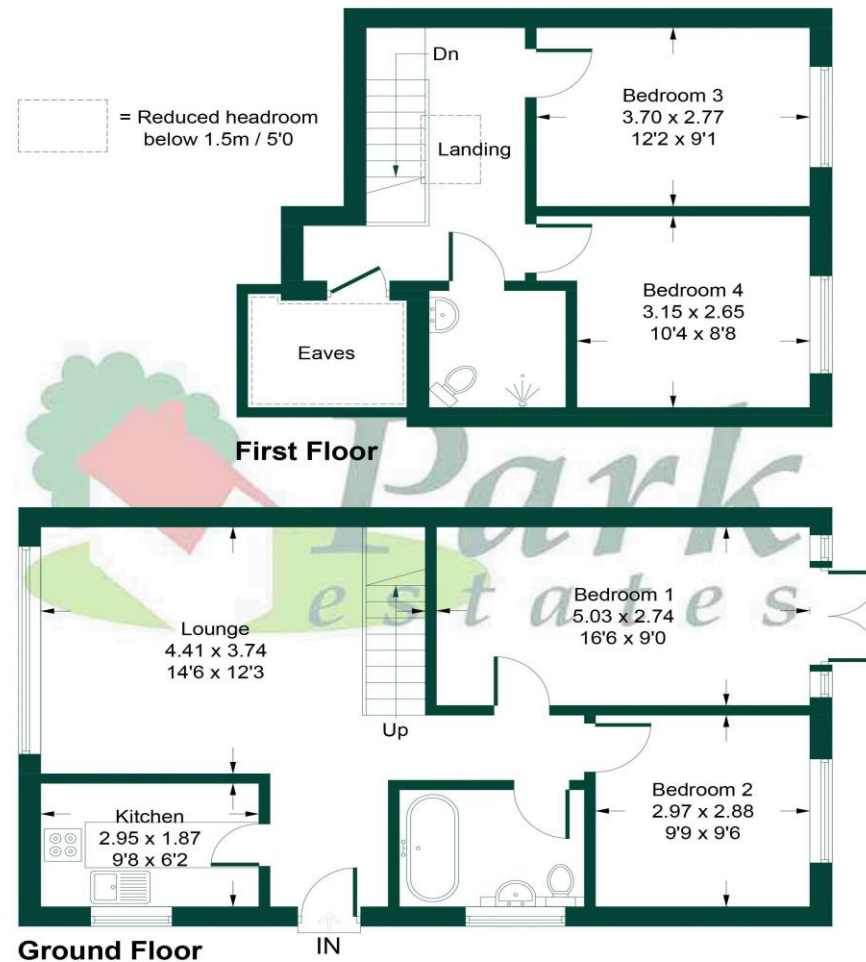 = Reduced headroom
below 1.5m / 5'0
Dn
Landing
Bedroom 3
3.70 x 2.77
12'2 x 9'1
Bedroom 4
3.15 x 2.65
10'4 x 8'8
Eaves
First Floor
Park
estates
Lounge
4.41 x 3.74
14'6 x 12'3
Up
Bedroom 1
5.03 x 2.74
16'6 x 9'0
Kitchen
2.95 x 1.87
9'8 x 6'2
Bedroom 2
2.97 x 2.88
9'9 x 9'6
IN
Ground Floor